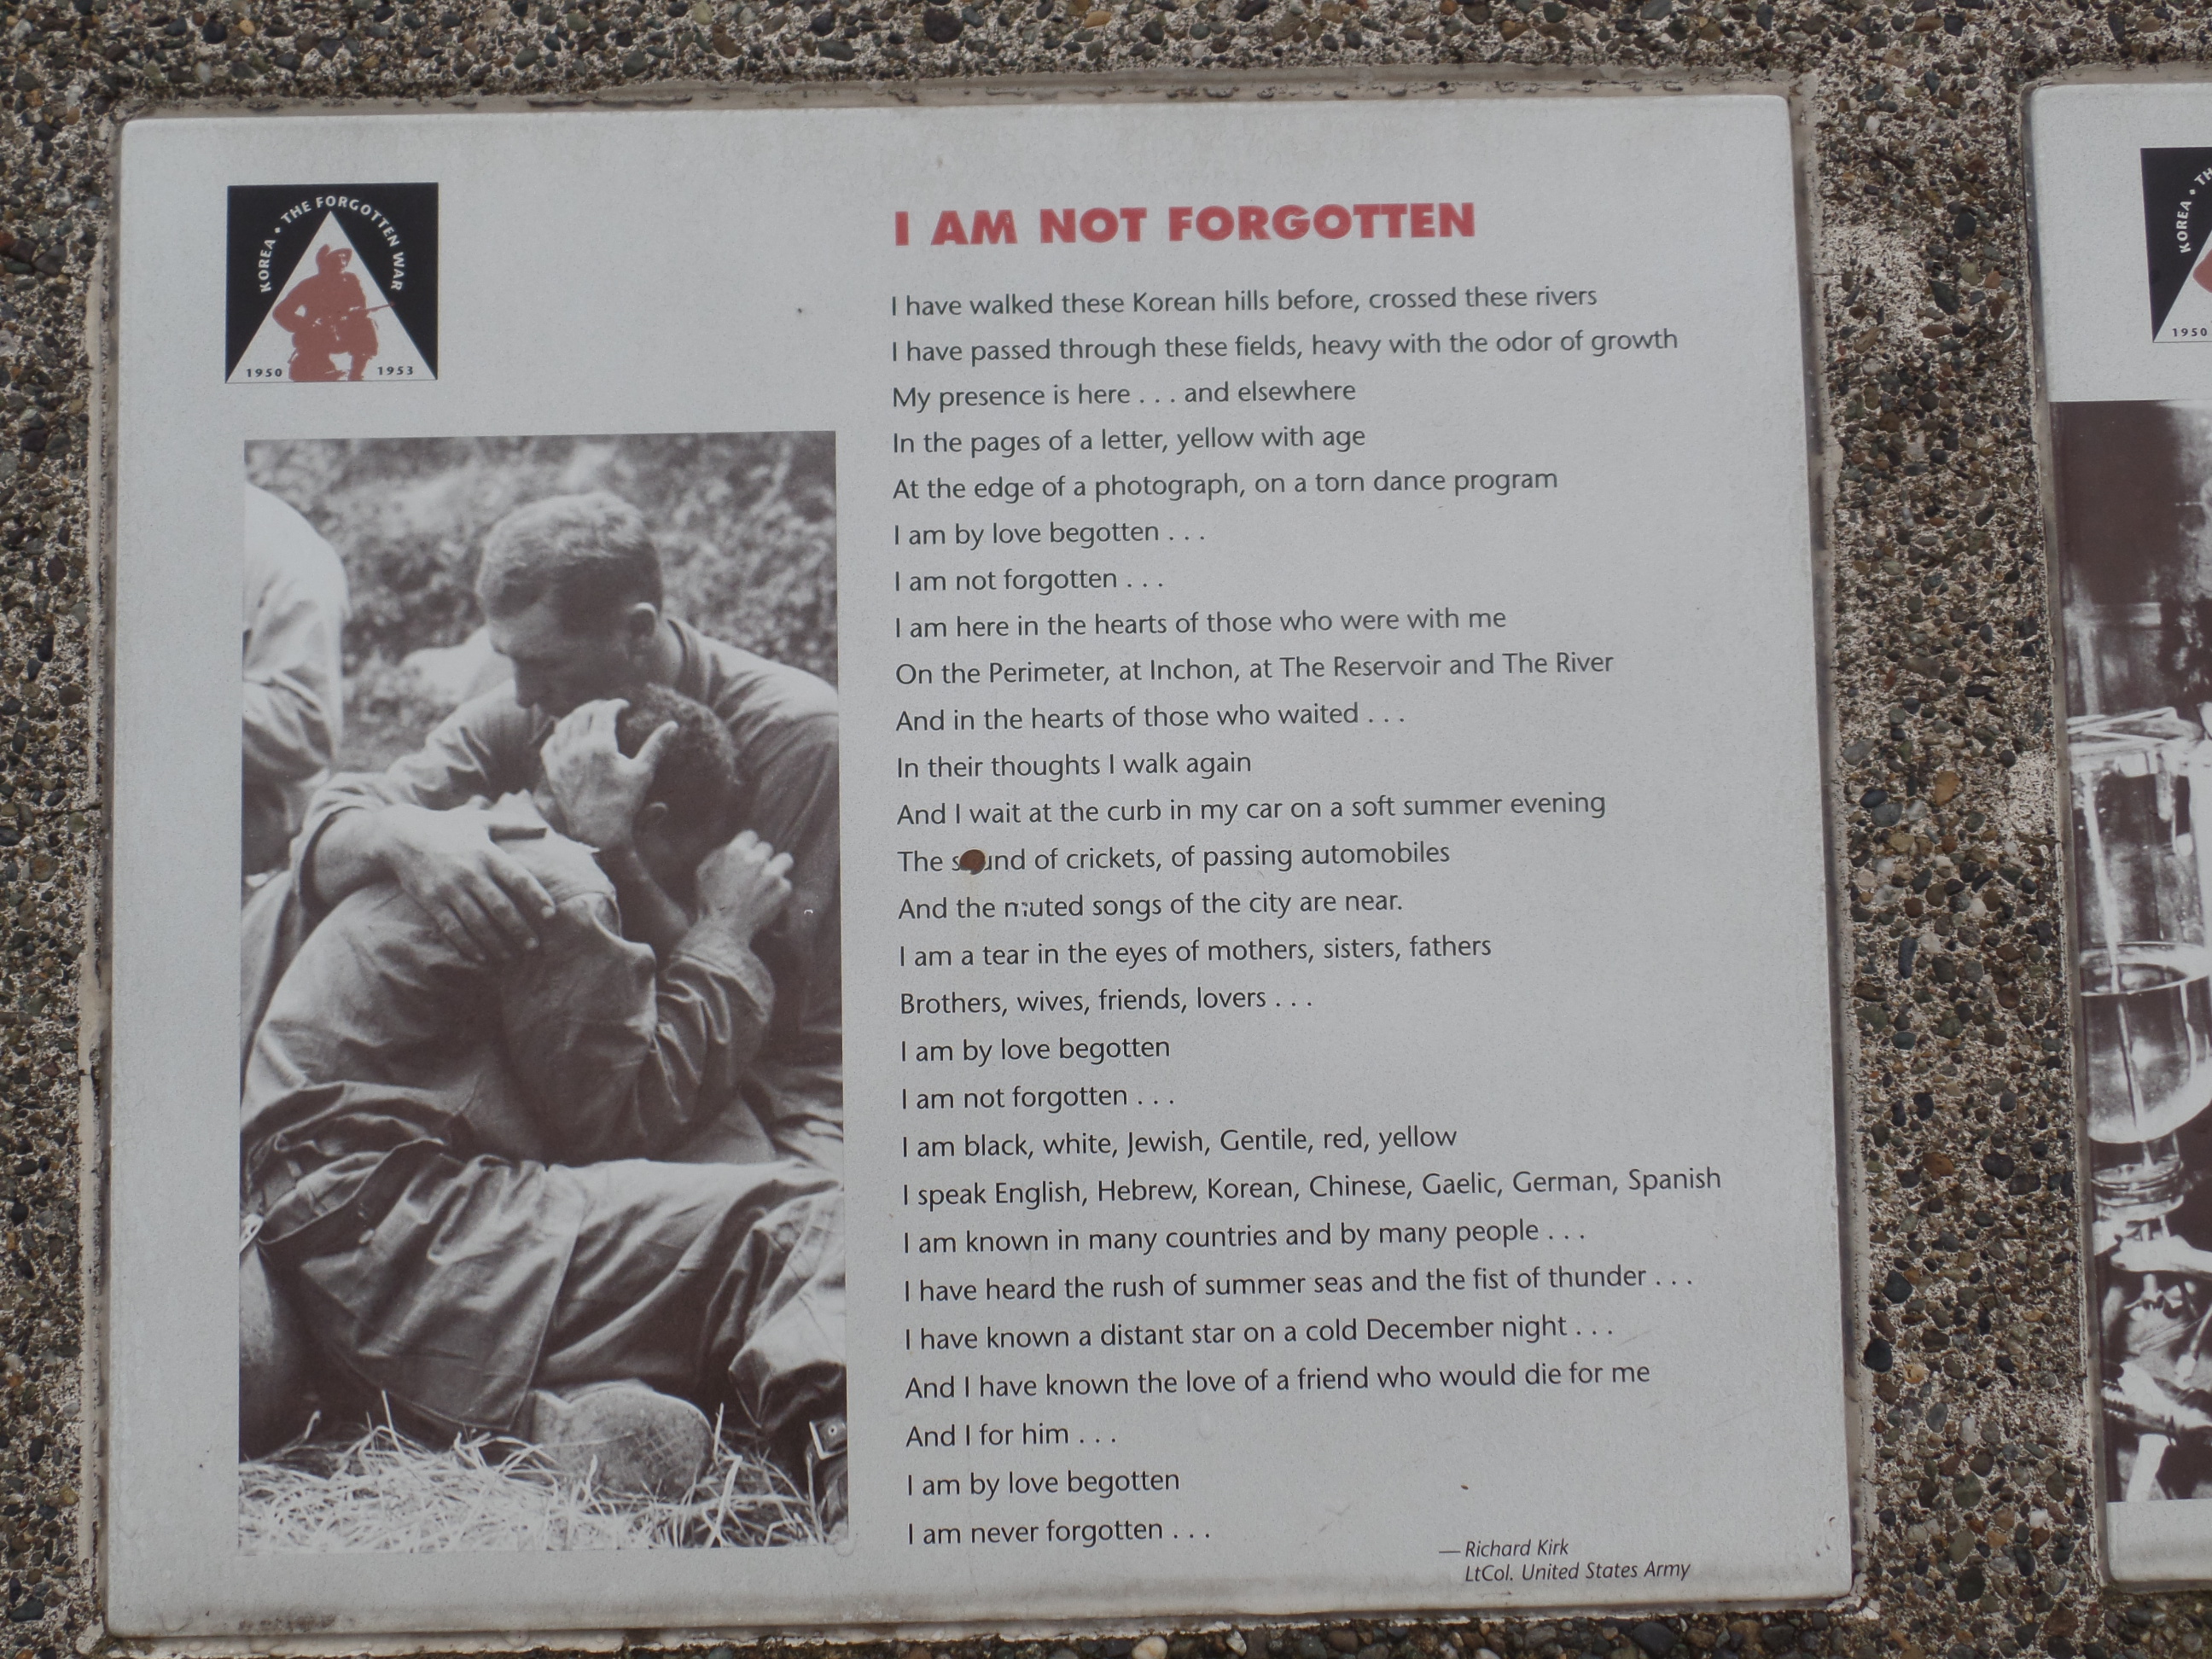 KOREA • THE FORGOTTEN WAR
1950 1953
I AM NOT FORGOTTEN
I have walked these Korean hills before, crossed these rivers
I have passed through these fields, heavy with the odor of growth
My presence is here . . . and elsewhere
In the pages of a letter, yellow with age
At the edge of a photograph, on a torn dance program
I am by love begotten . . .
I am not forgotten . . .
I am here in the hearts of those who were with me
On the Perimeter, at Inchon, at The Reservoir and The River
And in the hearts of those who waited . . .
In their thoughts I walk again
And I wait at the curb in my car on a soft summer evening
The sound of crickets, of passing automobiles
And the muted songs of the city are near.
I am a tear in the eyes of mothers, sisters, fathers
Brothers, wives, friends, lovers . . .
I am by love begotten
I am not forgotten . . .
I am black, white, Jewish, Gentile, red, yellow
I speak English, Hebrew, Korean, Chinese, Gaelic, German, Spanish
I am known in many countries and by many people . . .
I have heard the rush of summer seas and the fist of thunder . . .
I have known a distant star on a cold December night . . .
And I have known the love of a friend who would die for me
And I for him . . .
I am by love begotten
I am never forgotten . . .
— Richard Kirk
LtCol. United States Army
KOREA •
1950